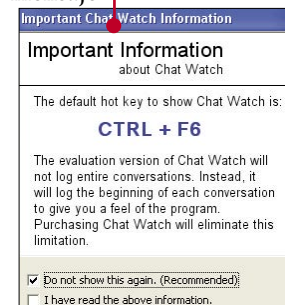 Important Chat Watch Information
Important Information
about Chat Watch
The default hot key to show Chat Watch is:
CTRL + F6
The evaluation version of Chat Watch will
not log entire conversations. Instead, it
will log the beginning of each conversation
to give you a feel of the program.
Purchasing Chat Watch will eliminate this
limitation.
Do not show this again. (Recommended)
I have read the above information.